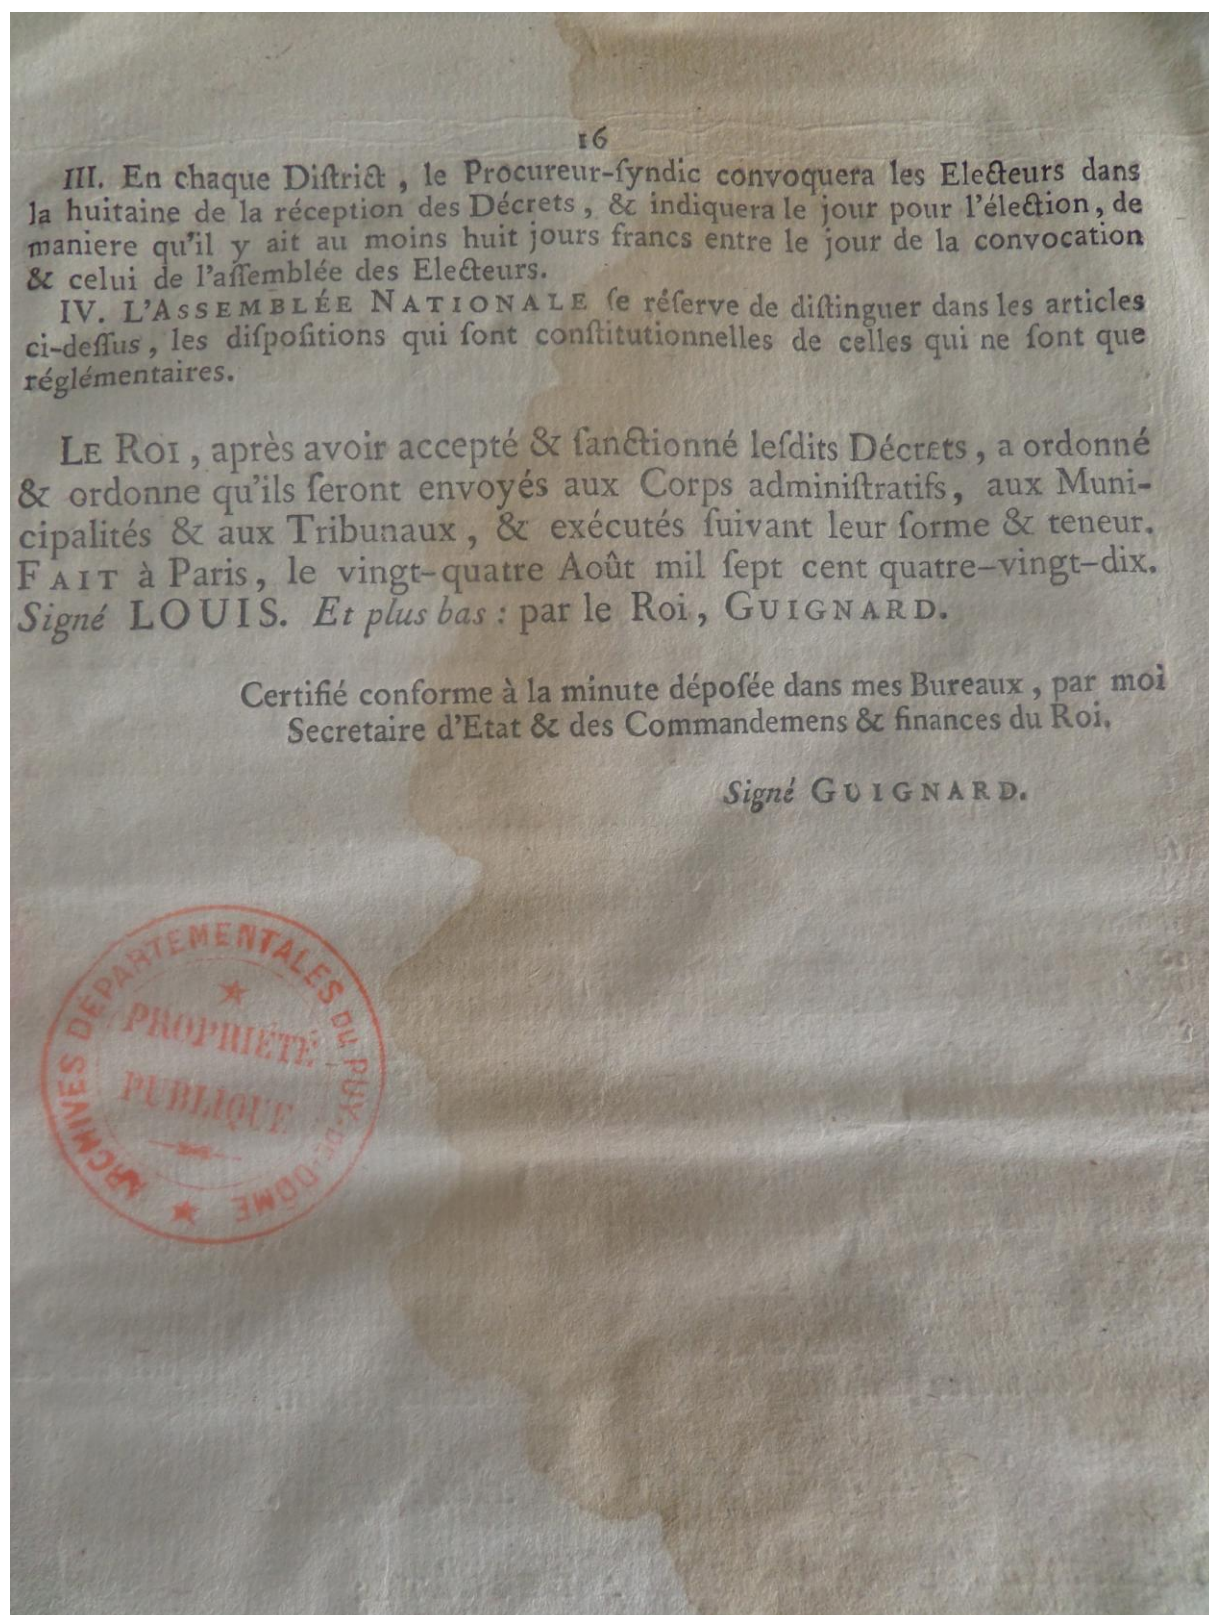 16
III. En chaque Diſtrict, le Procureur-ſyndic convoquera les Electeurs dans
la huitaine de la réception des Décrets, & indiquera le jour pour l'élection, de
maniere qu'il y ait au moins huit jours francs entre le jour de la convocation
& celui de l'aſſemblée des Electeurs.
IV. L'ASSEMBLÉE NATIONALE ſe réſerve de diſtinguer dans les articles
ci-deſſus, les diſpoſitions qui ſont conſtitutionnelles de celles qui ne ſont que
réglémentaires.
LE ROI, après avoir accepté & ſanctionné leſdits Décrets, a ordonné
& ordonne qu'ils ſeront envoyés aux Corps adminiſtratifs, aux Muni-
cipalités & aux Tribunaux, & exécutés ſuivant leur forme & teneur.
FAIT à Paris, le vingt-quatre Août mil ſept cent quatre-vingt-dix.
Signé LOUIS. Et plus bas : par le Roi, GUIGNARD.
Certifié conforme à la minute dépoſée dans mes Bureaux, par moi
Secretaire d'Etat & des Commandemens & finances du Roi.
Signé GUIGNARD.
ARCHIVES DÉPARTEMENTALES DU PUY-DE-DÔME
PROPRIÉTÉ
PUBLIQUE